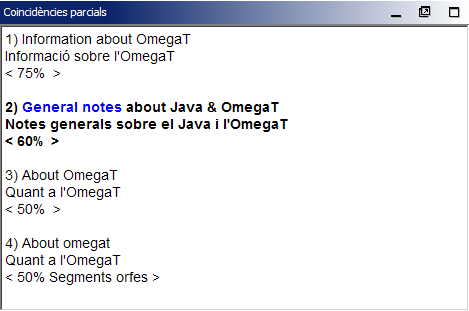 Coincidències parcials
1) Information about OmegaT
Informació sobre l'OmegaT
< 75%  >
2) General notes about Java & OmegaT
Notes generals sobre el Java i l'OmegaT
< 60%  >
3) About OmegaT
Quant a l'OmegaT
< 50%  >
4) About omegat
Quant a l'OmegaT
< 50% Segments orfes >